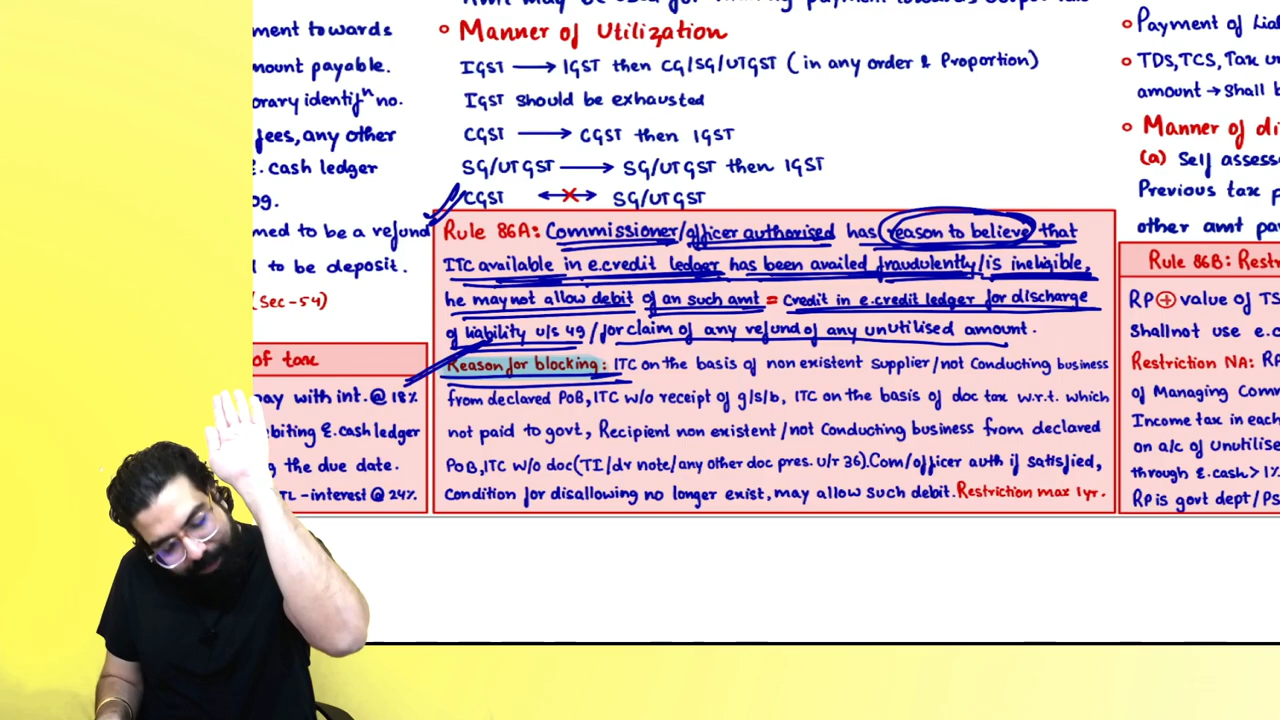 ment towards
mount payable.
orary identifⁿ no.
fees, any other
E. cash ledger
og.
med to be a refund
to be deposit.
(Sec-54)
of tax
pay with int. @ 18%
ebiting E.cash ledger
g the due date.
TL - interest @ 24%
Manner of Utilization
IGST → IGST then CG/SG/UTGST ( in any order & Proportion)
IGST should be exhausted
CGST → CGST then IGST
SG/UTGST → SG/UTGST then IGST
CGST ↔ SG/UTGST
Rule 86A: Commissioner/officer authorised has reason to believe that
ITC available in e.credit ledger has been availed fraudulently/is ineligible,
he may not allow debit of an such amt = Credit in e.credit ledger for discharge
of liability u/s 49/for claim of any refund of any unutilised amount.
Reason for blocking: ITC on the basis of non existent supplier/not Conducting business
from declared PoB, ITC w/o receipt of g/s/b, ITC on the basis of doc tax w.r.t. which
not paid to govt, Recipient non existent/not Conducting business from declared
PoB, ITC w/o doc(TI/dr note/any other doc pres. u/r 36).Com/officer auth if satisfied,
Condition for disallowing no longer exist, may allow such debit. Restriction max 1yr.
Payment of Lia
TDS, TCS, Tax u
amount → Shall b
Manner of di
(a) Self assess
Previous tax p
other amt pa
Rule 86B: Restr
RP + value of TS
shall not use e.c
Restriction NA: RP
of Managing Com
Income tax in each
on a/c of Unutilise
through E.cash > 1%
RP is govt dept/PS